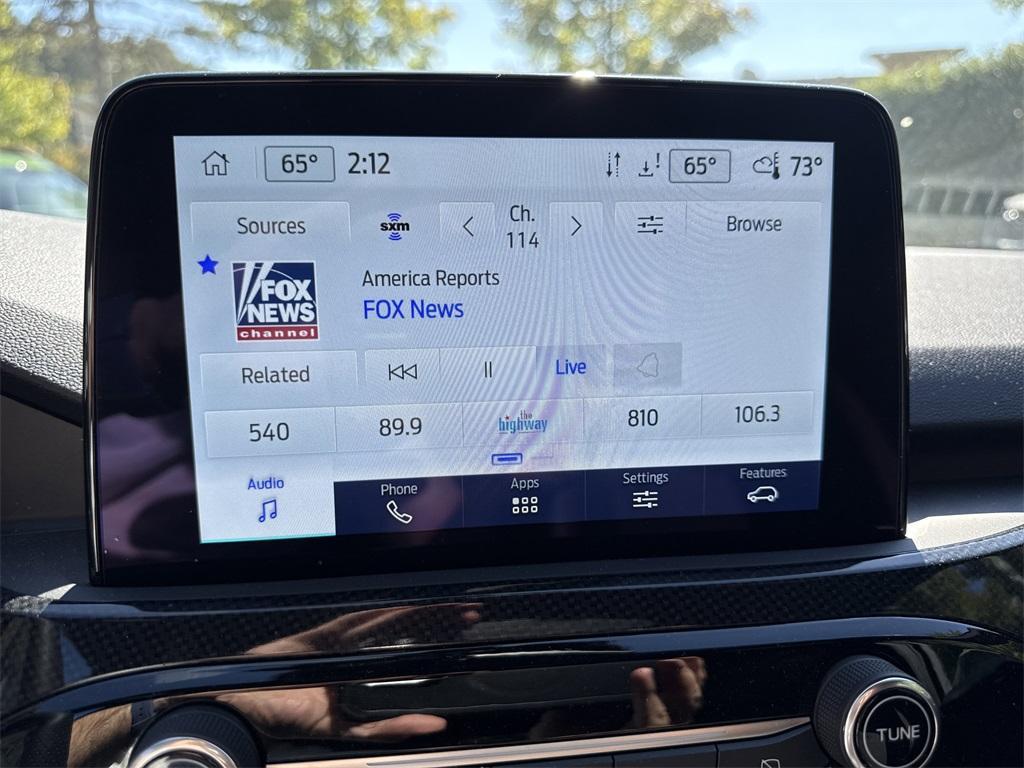 65° 2:12 65° 73°
Sources sxm Ch. 114 Browse
FOX NEWS channel
America Reports
FOX News
Related Live
540 89.9 the highway 810 106.3
Audio Phone Apps Settings Features
TUNE